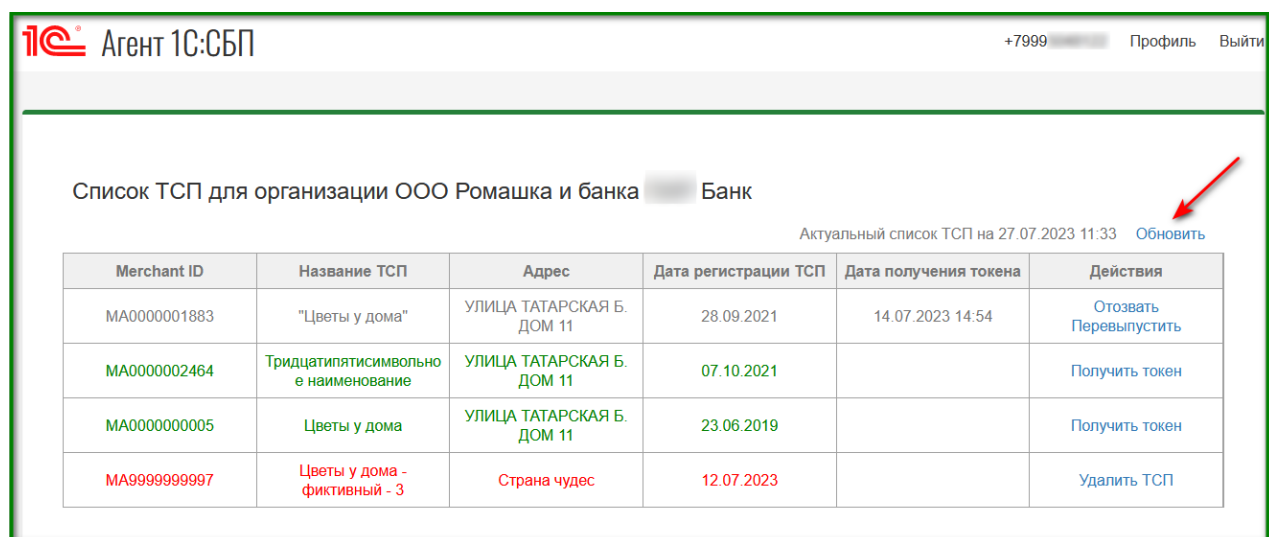 1С® Агент 1С:СБП
+7999 Профиль Выйти
Список ТСП для организации ООО Ромашка и банка Банк
Актуальный список ТСП на 27.07.2023 11:33 Обновить
Merchant ID Название ТСП Адрес Дата регистрации ТСП Дата получения токена Действия
MA0000001883 "Цветы у дома" УЛИЦА ТАТАРСКАЯ Б. 28.09.2021 14.07.2023 14:54 Отозвать
ДОМ 11 Перевыпустить
MA0000002464 Тридцатипятисимвольно УЛИЦА ТАТАРСКАЯ Б. 07.10.2021 Получить токен
е наименование ДОМ 11
MA0000000005 Цветы у дома УЛИЦА ТАТАРСКАЯ Б. 23.06.2019 Получить токен
ДОМ 11
MA9999999997 Цветы у дома - Страна чудес 12.07.2023 Удалить ТСП
фиктивный - 3